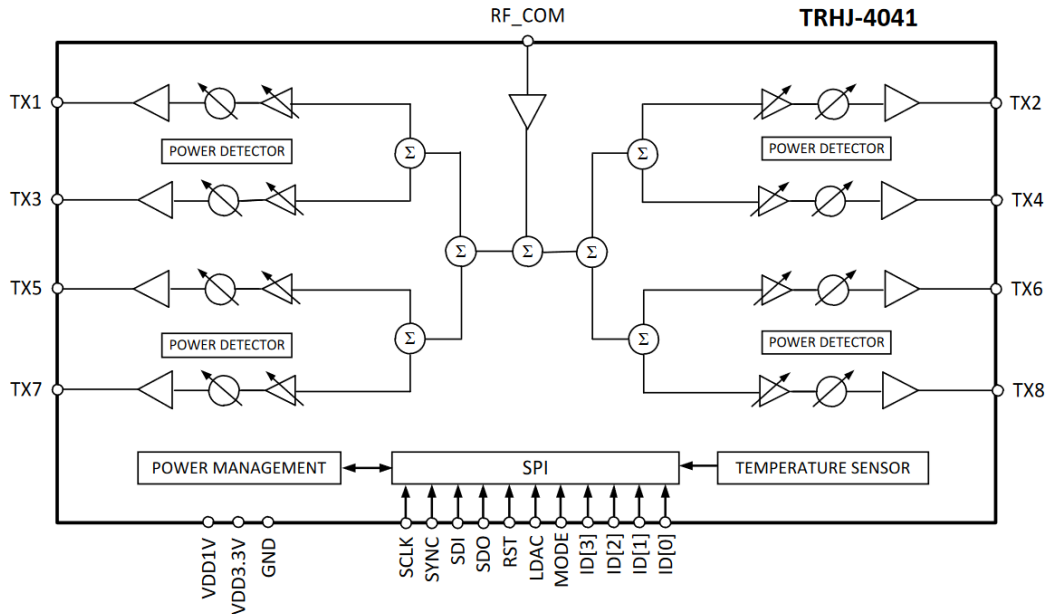 RF_COM
TRHJ-4041
TX1
TX2
POWER DETECTOR
POWER DETECTOR
Σ
Σ
TX3
TX4
Σ
Σ
Σ
TX5
TX6
Σ
Σ
POWER DETECTOR
POWER DETECTOR
TX7
TX8
POWER MANAGEMENT
SPI
TEMPERATURE SENSOR
VDD1V
VDD3.3V
GND
SCLK
SYNC
SDI
SDO
RST
LDAC
MODE
ID[3]
ID[2]
ID[1]
ID[0]